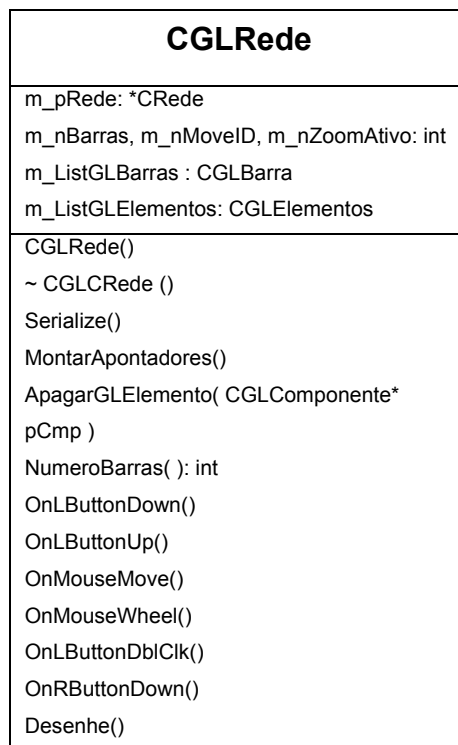 CGLRede
m_pRede: *CRede
m_nBarras, m_nMoveID, m_nZoomAtivo: int
m_ListGLBarras : CGLBarra
m_ListGLElementos: CGLElementos
CGLRede()
~ CGLCRede ()
Serialize()
MontarApontadores()
ApagarGLElemento( CGLComponente*
pCmp )
NumeroBarras( ): int
OnLButtonDown()
OnLButtonUp()
OnMouseMove()
OnMouseWheel()
OnLButtonDblClk()
OnRButtonDown()
Desenhe()